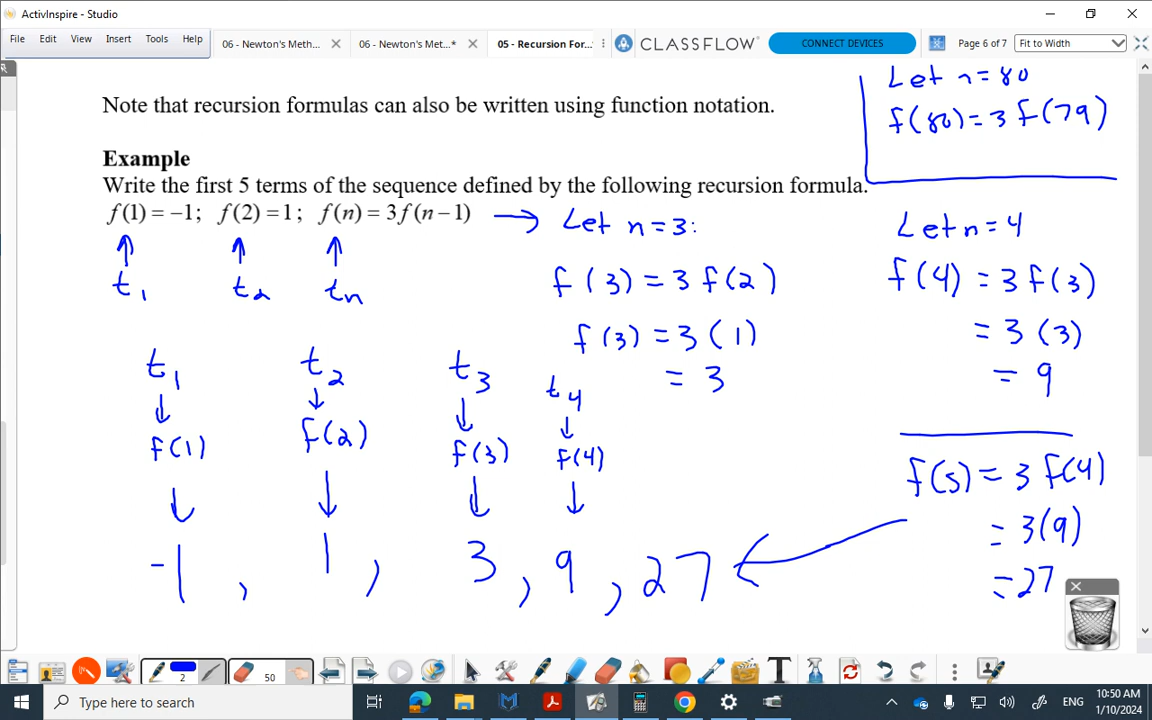 ActivInspire - Studio
File Edit View Insert Tools Help
06 - Newton's Meth... 06 - Newton's Met...* 05 - Recursion For...
CLASSFLOW CONNECT DEVICES Page 6 of 7 Fit to Width
Note that recursion formulas can also be written using function notation.
Let n = 80
f(80) = 3 f(79)
Example
Write the first 5 terms of the sequence defined by the following recursion formula.
f(1) = −1; f(2) = 1; f(n) = 3f(n−1) → Let n = 3:
↑ ↑ ↑
t₁ t₂ tₙ
f(3) = 3 f(2)
f(3) = 3 (1)
= 3
Let n = 4
f(4) = 3 f(3)
= 3 (3)
= 9
f(5) = 3 f(4)
= 3(9)
= 27
t₁ t₂ t₃ t₄
↓ ↓ ↓ ↓
f(1) f(2) f(3) f(4)
↓ ↓ ↓ ↓
-1, 1, 3, 9, 27 ←
2 50
T
Type here to search
ENG
10:50 AM
1/10/2024